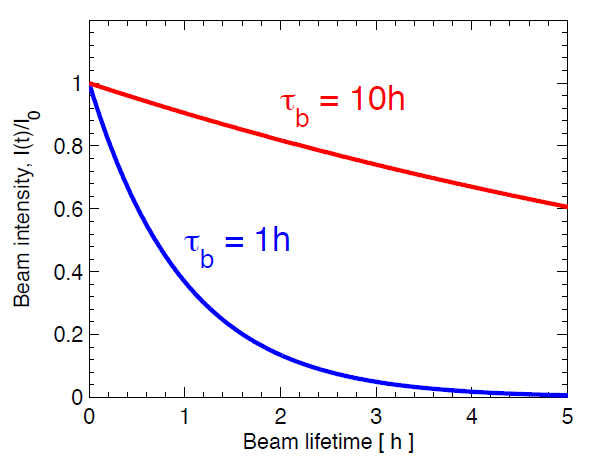 τb = 10h
τb = 1h
Beam intensity, I(t)/I0
1
0.8
0.6
0.4
0.2
0
0 1 2 3 4 5
Beam lifetime [ h ]